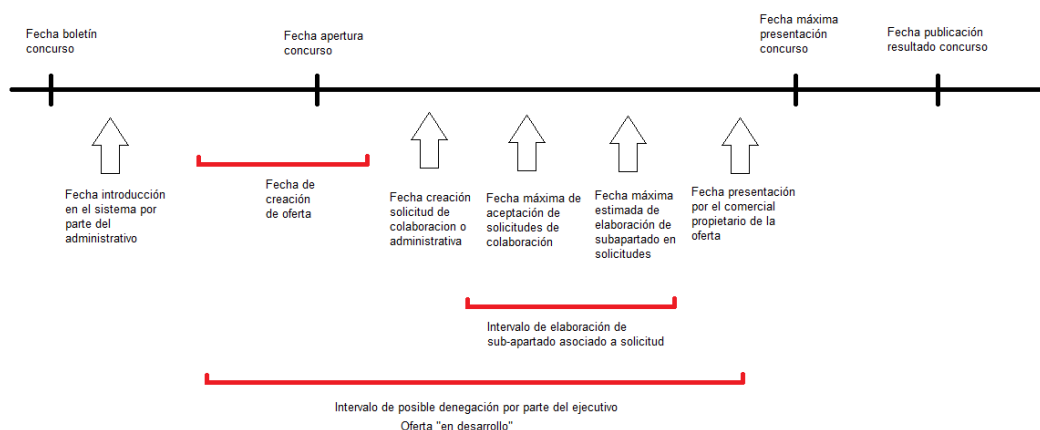 Fecha boletín
concurso
Fecha apertura
concurso
Fecha máxima
presentación
concurso
Fecha publicación
resultado concurso
Fecha introducción
en el sistema por
parte del
administrativo
Fecha de
creación
de oferta
Fecha creación
solicitud de
colaboracion o
administrativa
Fecha máxima de
aceptación de
solicitudes de
colaboración
Fecha máxima
estimada de
elaboración de
subapartado en
solicitudes
Fecha presentación
por el comercial
propietario de la
oferta
Intervalo de elaboración de
sub-apartado asociado a solicitud
Intervalo de posible denegación por parte del ejecutivo
Oferta "en desarrollo"